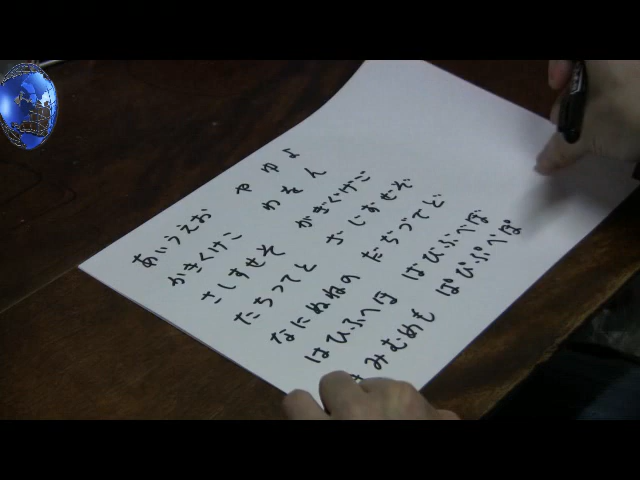 あいうえお　やゆよ
かきくけこ　わをん
さしすせそ　がぎぐげご
たちつてと　ざじずぜぞ
なにぬねの　だぢづでど
はひふへほ　ばびぶべぼ
みむめも　ぱぴぷぺぽ